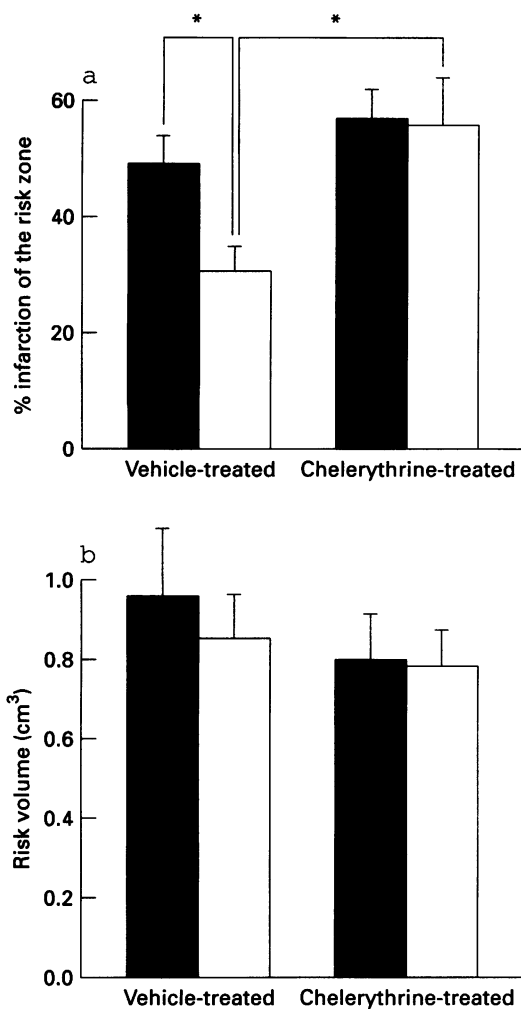 * *
a
60
40
20
0
% infarction of the risk zone
Vehicle-treated Chelerythrine-treated
b
1.0
0.8
0.6
0.4
0.2
0.0
Risk volume (cm³)
Vehicle-treated Chelerythrine-treated